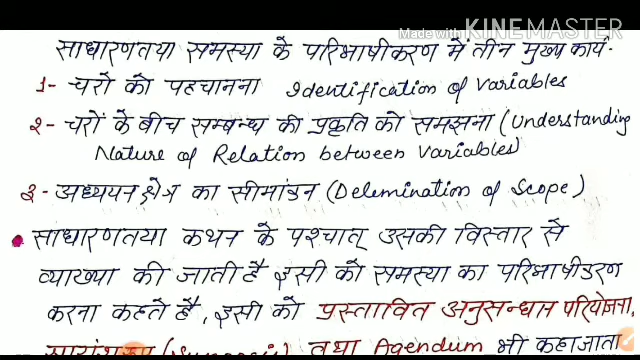 Made with KINEMASTER
साधारणतया समस्या के परिभाषीकरण में तीन मुख्य कार्य-
1- चरों को पहचानना Identification of Variables
२- चरों के बीच सम्बन्ध की प्रकृति को समझना (Understanding
Nature of Relation between Variables)
३- अध्ययन क्षेत्र का सीमांकन (Delemination of Scope)
साधारणतया कथन के पश्चात् उसकी विस्तार से
व्याख्या की जाती है इसी को समस्या का परिभाषीकरण
करना कहते है, इसी को प्रस्तावित अनुसन्धान परियोजना,
तथा Agendum भी कहा जाता